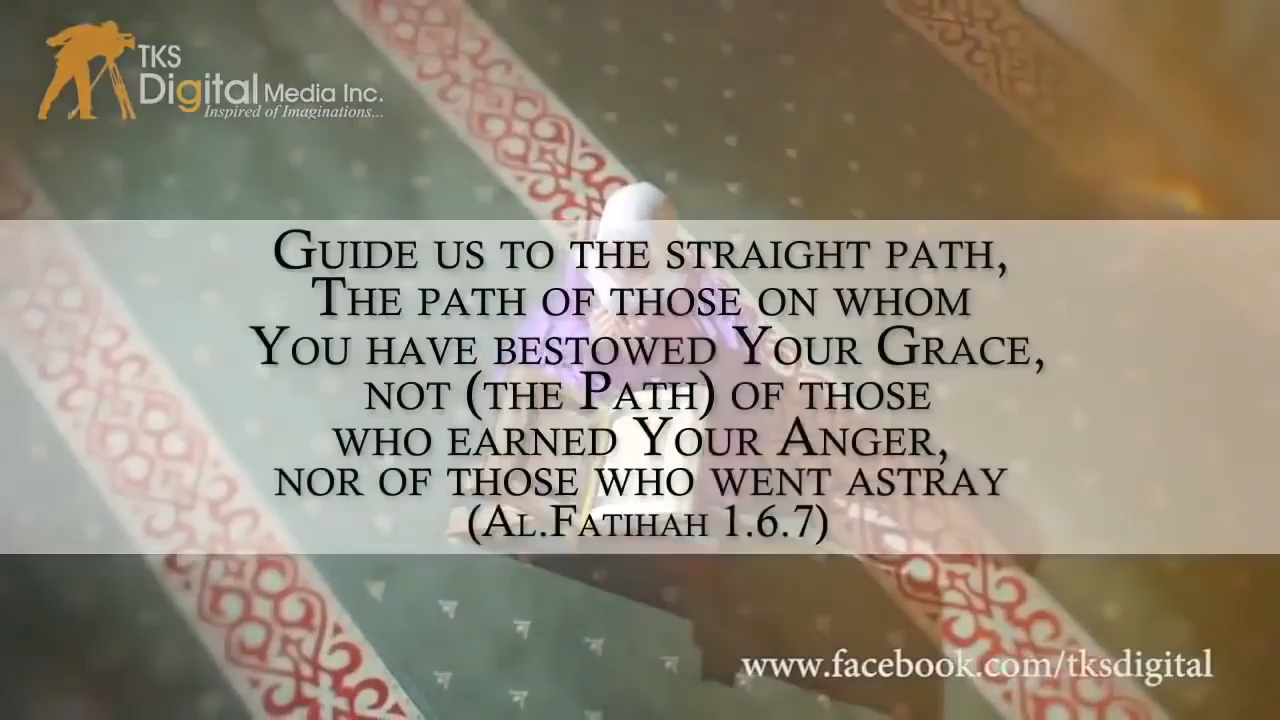 TKS
Digital Media Inc.
Inspired of Imaginations...
Guide us to the straight path,
The path of those on whom
You have bestowed Your Grace,
not (the Path) of those
who earned Your Anger,
nor of those who went astray
(Al.Fatihah 1.6.7)
www.facebook.com/tksdigital